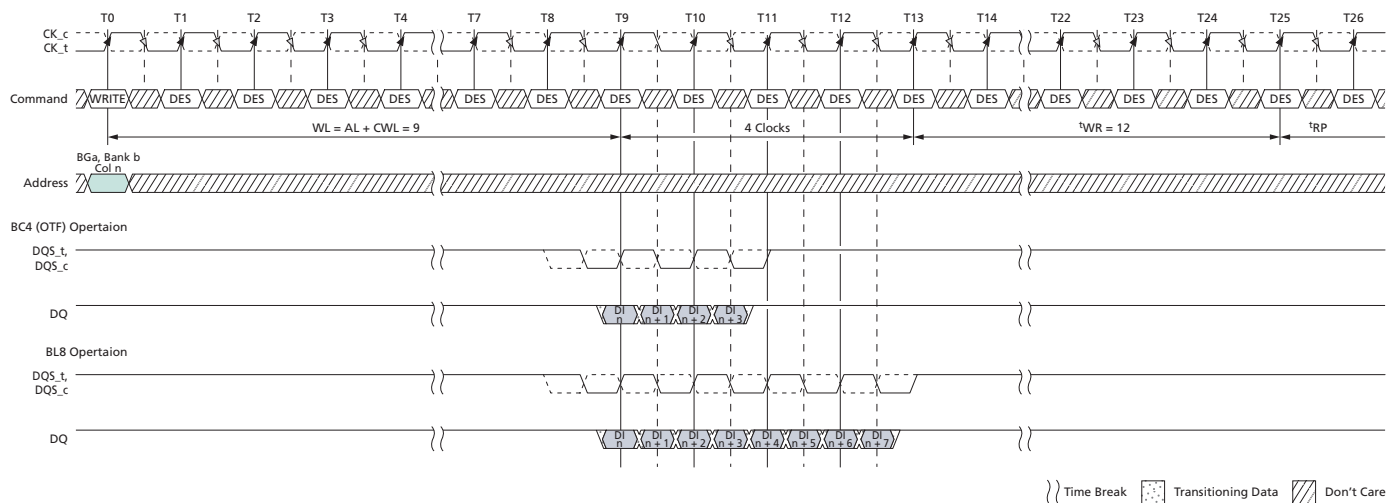 T0 T1 T2 T3 T4 T7 T8 T9 T10 T11 T12 T13 T14 T22 T23 T24 T25 T26
CK_c
CK_t
Command WRITE DES DES DES DES DES DES DES DES DES DES DES DES DES DES DES DES DES
WL = AL + CWL = 9 4 Clocks tWR = 12 tRP
BGa, Bank b
Col n
Address
BC4 (OTF) Opertaion
DQS_t,
DQS_c
DQ DI n DI n + 1 DI n + 2 DI n + 3
BL8 Opertaion
DQS_t,
DQS_c
DQ DI n DI n + 1 DI n + 2 DI n + 3 DI n + 4 DI n + 5 DI n + 6 DI n + 7
Time Break Transitioning Data Don't Care